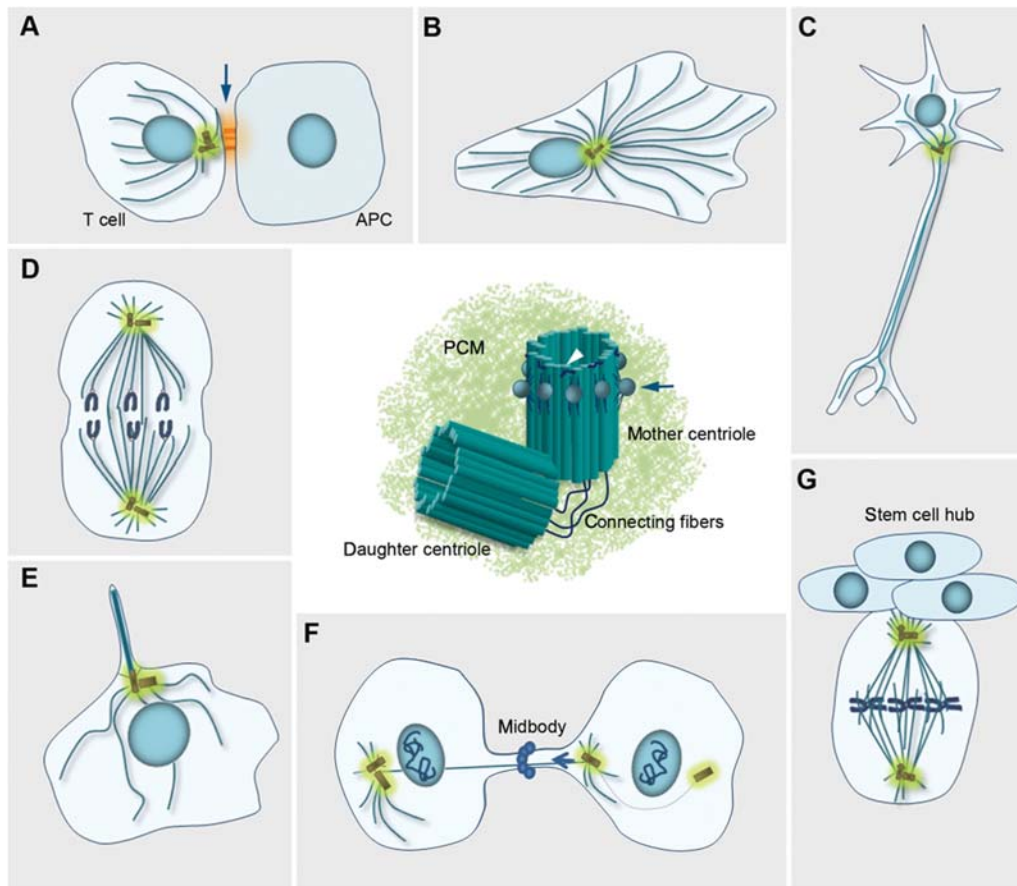 A
T cell
APC
B
C
D
PCM
Mother centriole
Connecting fibers
Daughter centriole
E
F
Midbody
G
Stem cell hub